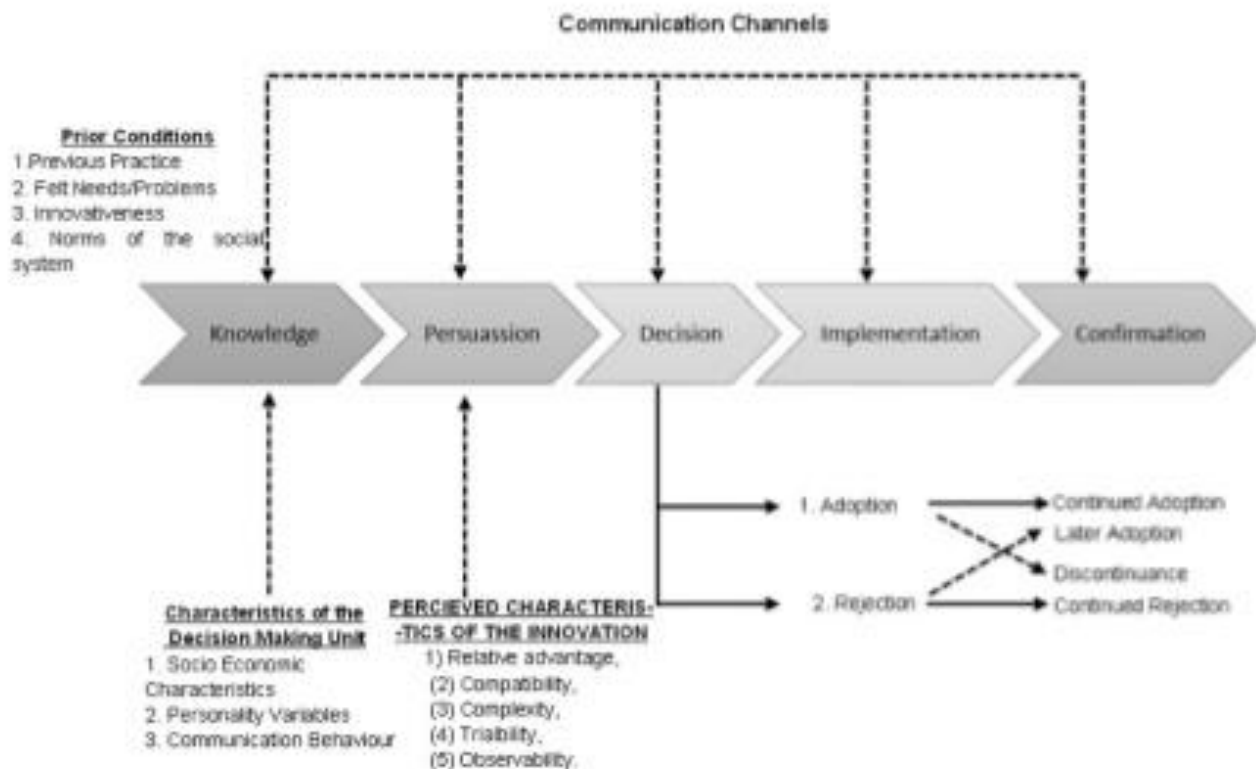 Communication Channels
Prior Conditions
1.Previous Practice
2. Felt Needs/Problems
3. Innovativeness
4. Norms of the social
system
Knowledge
Persuassion
Decision
Implementation
Confirmation
1. Adoption
Continued Adoption
Later Adoption
Discontinuance
2. Rejection
Continued Rejection
Characteristics of the
Decision Making Unit
1. Socio Economic
Characteristics
2. Personality Variables
3. Communication Behaviour
PERCIEVED CHARACTERIS-
-TICS OF THE INNOVATION
1) Relative advantage,
(2) Compatibility,
(3) Complexity,
(4) Trialbility,
(5) Observability.